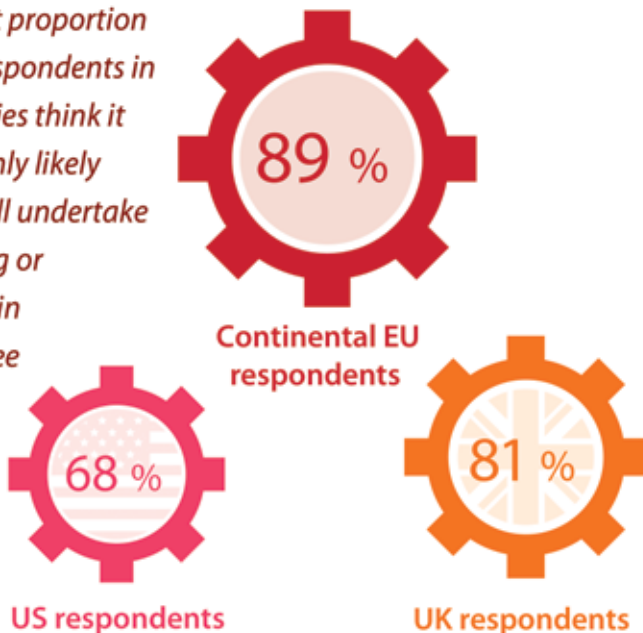 proportion
spondents in
ies think it
ly likely
ll undertake
g or
in
ee
89 %
Continental EU
respondents
68 %
81 %
US respondents
UK respondents